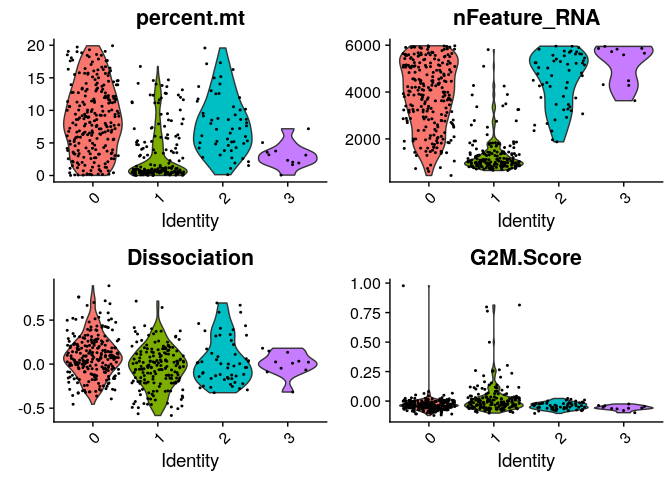 percent.mt
20
15
10
5
0
0 1 2 3
Identity
nFeature_RNA
6000
4000
2000
0 1 2 3
Identity
Dissociation
0.5
0.0
-0.5
0 1 2 3
Identity
G2M.Score
1.00
0.75
0.50
0.25
0.00
0 1 2 3
Identity